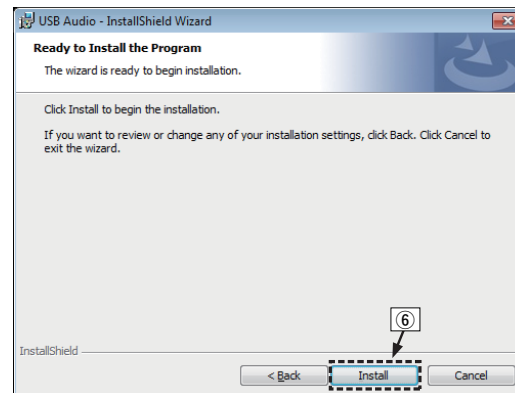 USB Audio - InstallShield Wizard
Ready to Install the Program
The wizard is ready to begin installation.
Click Install to begin the installation.
If you want to review or change any of your installation settings, click Back. Click Cancel to
exit the wizard.
⑥
InstallShield
< Back Install Cancel